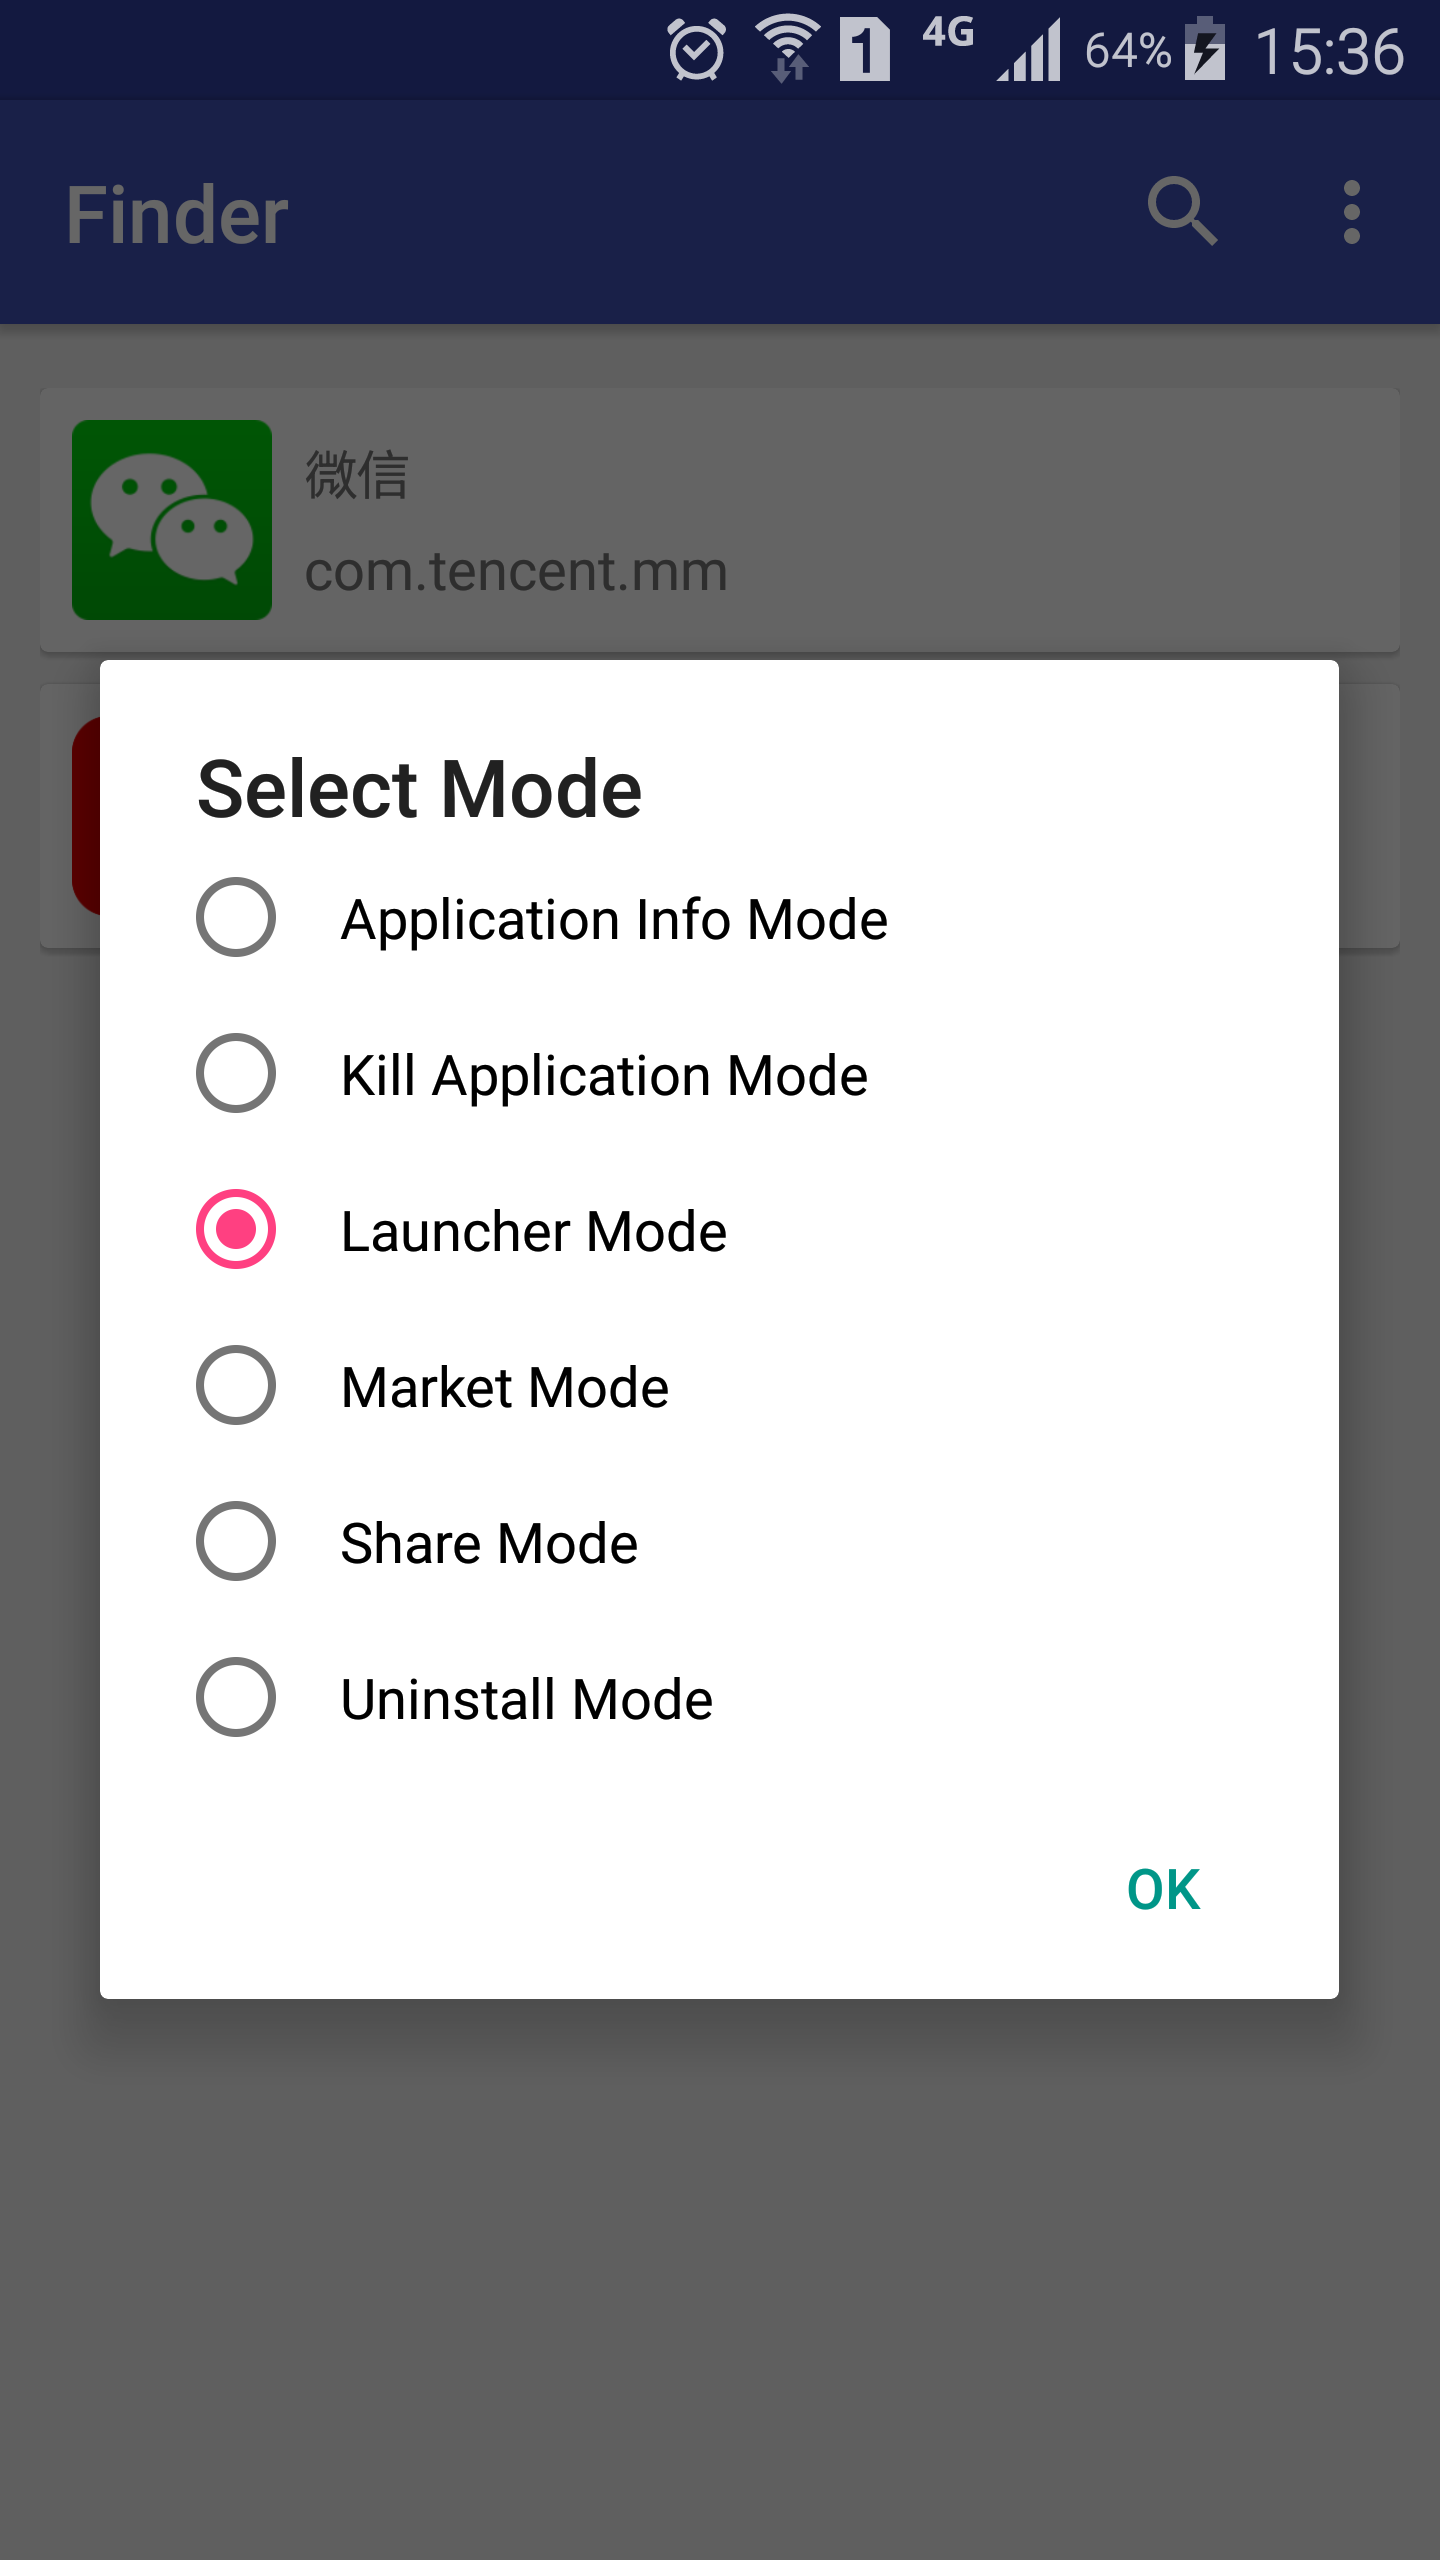 1 4G 64% 15:36
Finder
微信
com.tencent.mm
Select Mode
Application Info Mode
Kill Application Mode
Launcher Mode
Market Mode
Share Mode
Uninstall Mode
OK